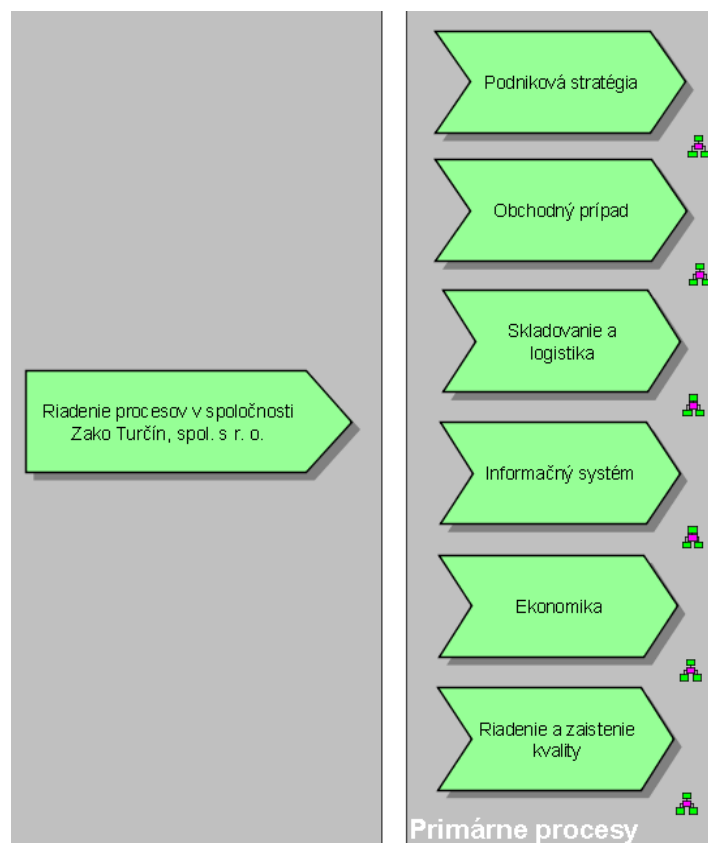 Riadenie procesov v spoločnosti
Zako Turčín, spol. s r. o.
Podniková stratégia
Obchodný prípad
Skladovanie a
logistika
Informačný systém
Ekonomika
Riadenie a zaistenie
kvality
Primárne procesy